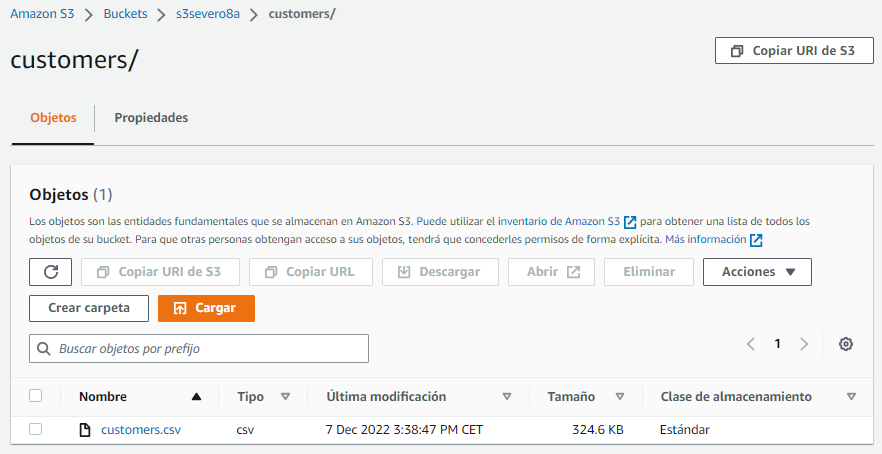 Amazon S3 > Buckets > s3severo8a > customers/
customers/
Copiar URI de S3
Objetos Propiedades
Objetos (1)
Los objetos son las entidades fundamentales que se almacenan en Amazon S3. Puede utilizar el inventario de Amazon S3 para obtener una lista de todos los
objetos de su bucket. Para que otras personas obtengan acceso a sus objetos, tendrá que concederles permisos de forma explícita. Más información
Copiar URI de S3 Copiar URL Descargar Abrir Eliminar Acciones
Crear carpeta Cargar
Buscar objetos por prefijo
< 1 >
Nombre Tipo Última modificación Tamaño Clase de almacenamiento
customers.csv csv 7 Dec 2022 3:38:47 PM CET 324.6 KB Estándar